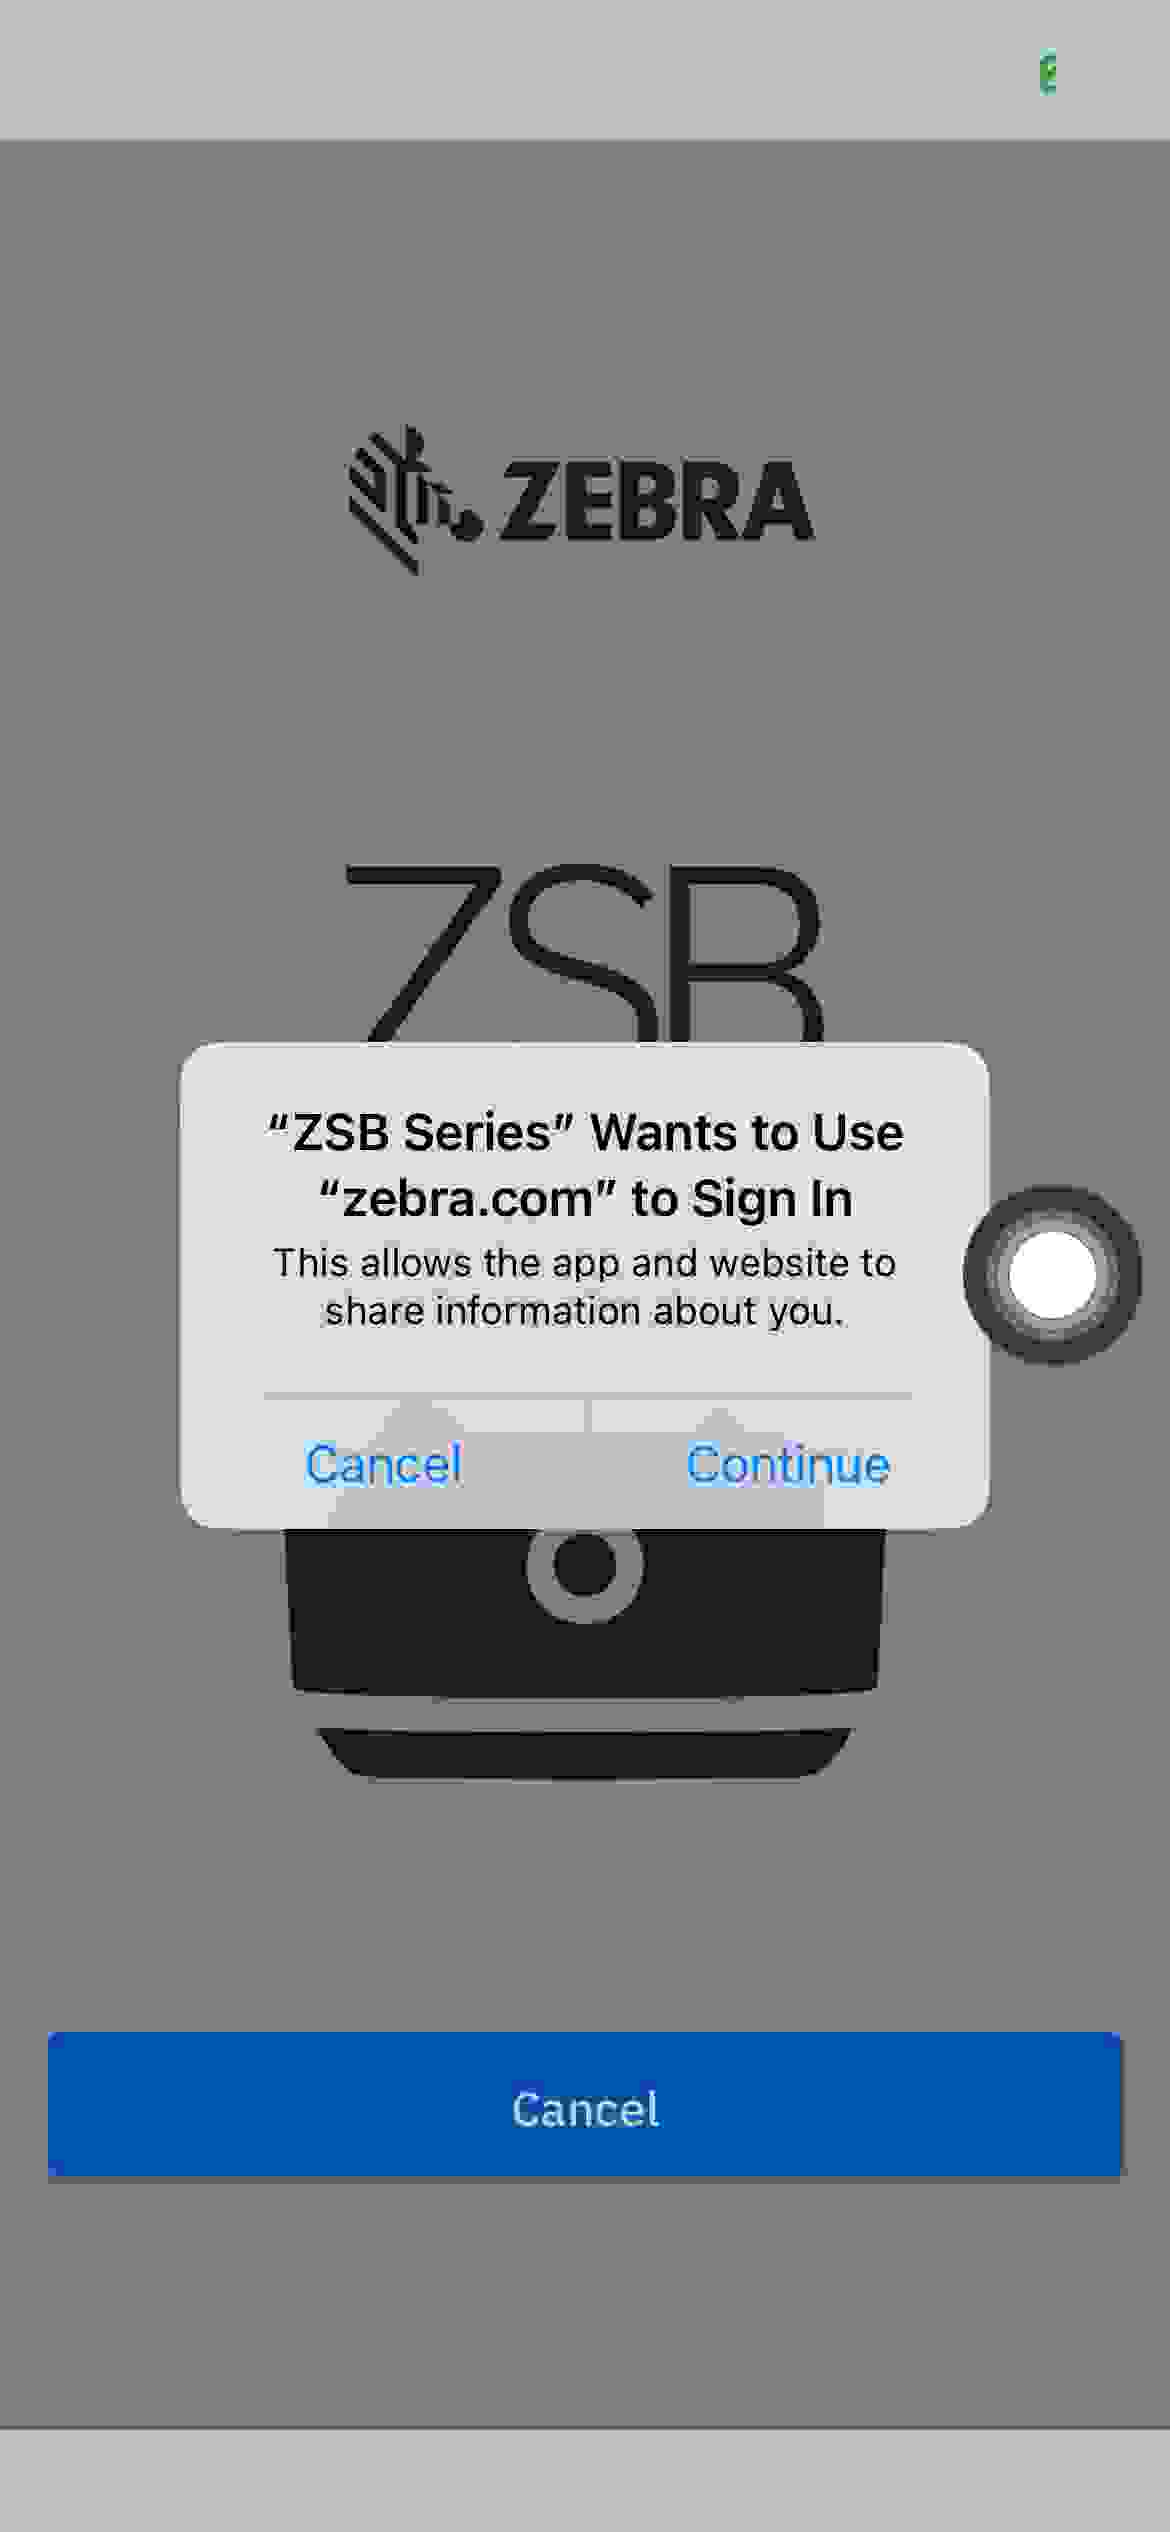 ZEBRA
ZSB
“ZSB Series” Wants to Use
“zebra.com” to Sign In
This allows the app and website to
share information about you.
Cancel
Continue
Cancel